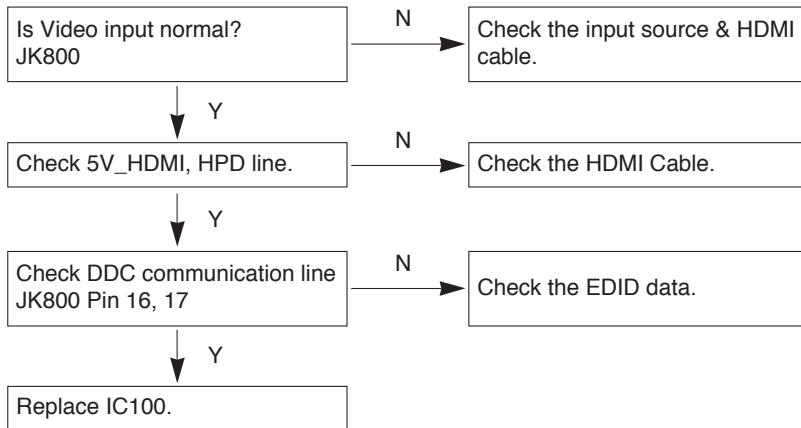 Is Video input normal?
JK800
N
Check the input source & HDMI
cable.
Y
Check 5V_HDMI, HPD line.
N
Check the HDMI Cable.
Y
Check DDC communication line
JK800 Pin 16, 17
N
Check the EDID data.
Y
Replace IC100.